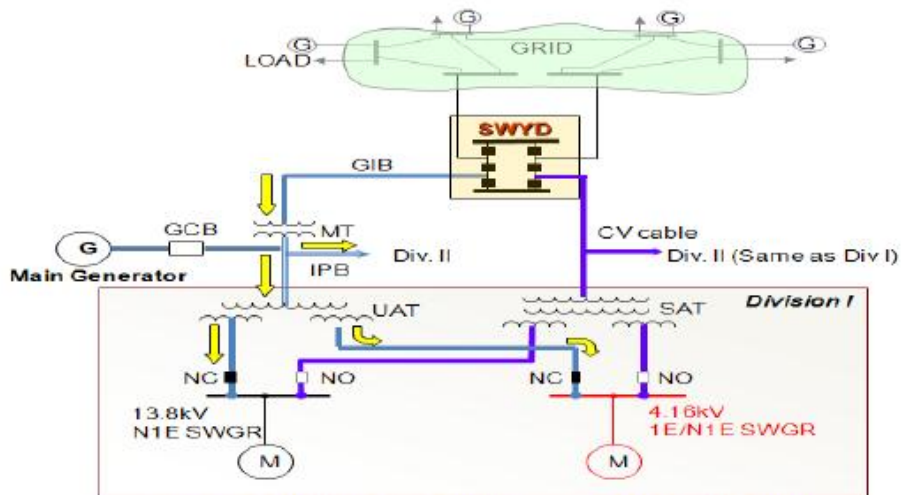 G
G
G
G
GRID
LOAD
SWYD
GIB
MT
GCB
G
Main Generator
IPB
Div. II
CV cable
Div. II (Same as Div I)
Division I
UAT
SAT
NC
NO
NC
NO
13.8kV
N1E SWGR
4.16kV
1E/N1E SWGR
M
M